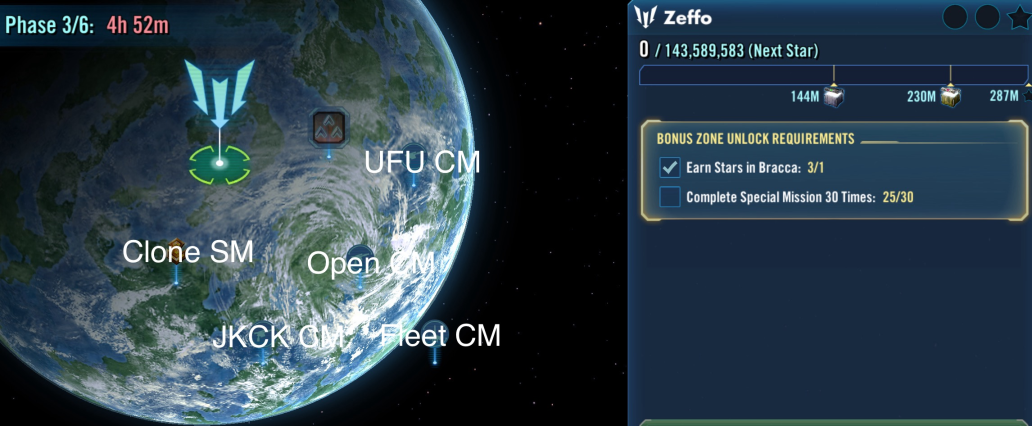 Phase 3/6: 4h 52m
UFU CM
Clone SM
Open CM
JKCK CM
Fleet CM
Zeffo
0 / 143,589,583 (Next Star)
144M
230M
287M
BONUS ZONE UNLOCK REQUIREMENTS
Earn Stars in Bracca: 3/1
Complete Special Mission 30 Times: 25/30